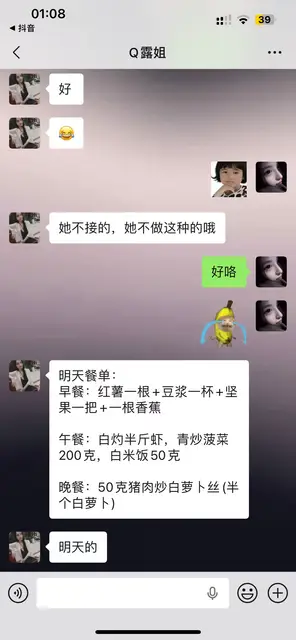 01:08
39
抖音
Q露姐
好
她不接的，她不做这种的哦
好咯
明天餐单：
早餐：红薯一根+豆浆一杯+坚
果一把+一根香蕉
午餐：白灼半斤虾，青炒菠菜
200克，白米饭50克
晚餐：50克猪肉炒白萝卜丝(半
个白萝卜)
明天的